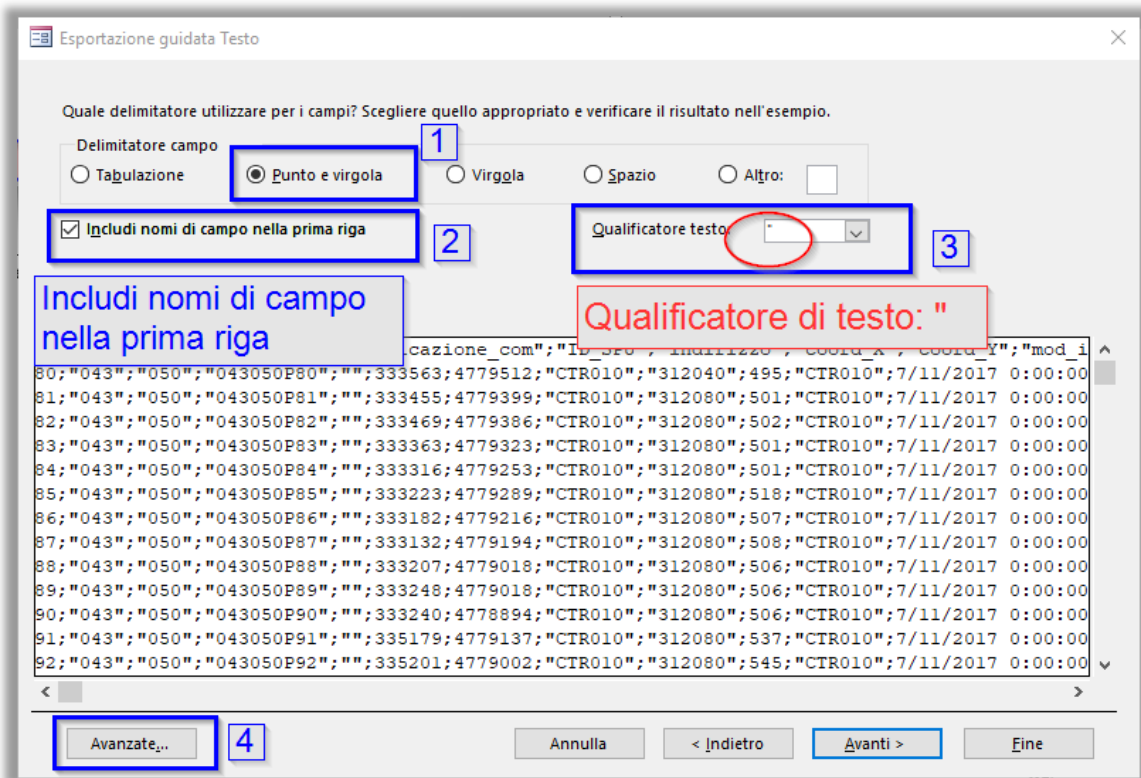 Esportazione guidata Testo
Quale delimitatore utilizzare per i campi? Scegliere quello appropriato e verificare il risultato nell'esempio.
Delimitatore campo
1
Tabulazione Punto e virgola Virgola Spazio Altro:
Includi nomi di campo nella prima riga
2
Qualificatore testo: "
3
Includi nomi di campo
nella prima riga
Qualificatore di testo: "
icazione_com";"ID_SPU","Indirizzo","Coord_X","Coord_Y";"mod_i
80;"043";"050";"043050P80";"";333563;4779512;"CTR010";"312040";495;"CTR010";7/11/2017 0:00:00
81;"043";"050";"043050P81";"";333455;4779399;"CTR010";"312080";501;"CTR010";7/11/2017 0:00:00
82;"043";"050";"043050P82";"";333469;4779386;"CTR010";"312080";502;"CTR010";7/11/2017 0:00:00
83;"043";"050";"043050P83";"";333363;4779323;"CTR010";"312080";501;"CTR010";7/11/2017 0:00:00
84;"043";"050";"043050P84";"";333316;4779253;"CTR010";"312080";501;"CTR010";7/11/2017 0:00:00
85;"043";"050";"043050P85";"";333223;4779289;"CTR010";"312080";518;"CTR010";7/11/2017 0:00:00
86;"043";"050";"043050P86";"";333182;4779216;"CTR010";"312080";507;"CTR010";7/11/2017 0:00:00
87;"043";"050";"043050P87";"";333132;4779194;"CTR010";"312080";508;"CTR010";7/11/2017 0:00:00
88;"043";"050";"043050P88";"";333207;4779018;"CTR010";"312080";506;"CTR010";7/11/2017 0:00:00
89;"043";"050";"043050P89";"";333248;4779018;"CTR010";"312080";506;"CTR010";7/11/2017 0:00:00
90;"043";"050";"043050P90";"";333240;4778894;"CTR010";"312080";506;"CTR010";7/11/2017 0:00:00
91;"043";"050";"043050P91";"";335179;4779137;"CTR010";"312080";537;"CTR010";7/11/2017 0:00:00
92;"043";"050";"043050P92";"";335201;4779002;"CTR010";"312080";545;"CTR010";7/11/2017 0:00:00
Avanzate... 4 Annulla < Indietro Avanti > Fine